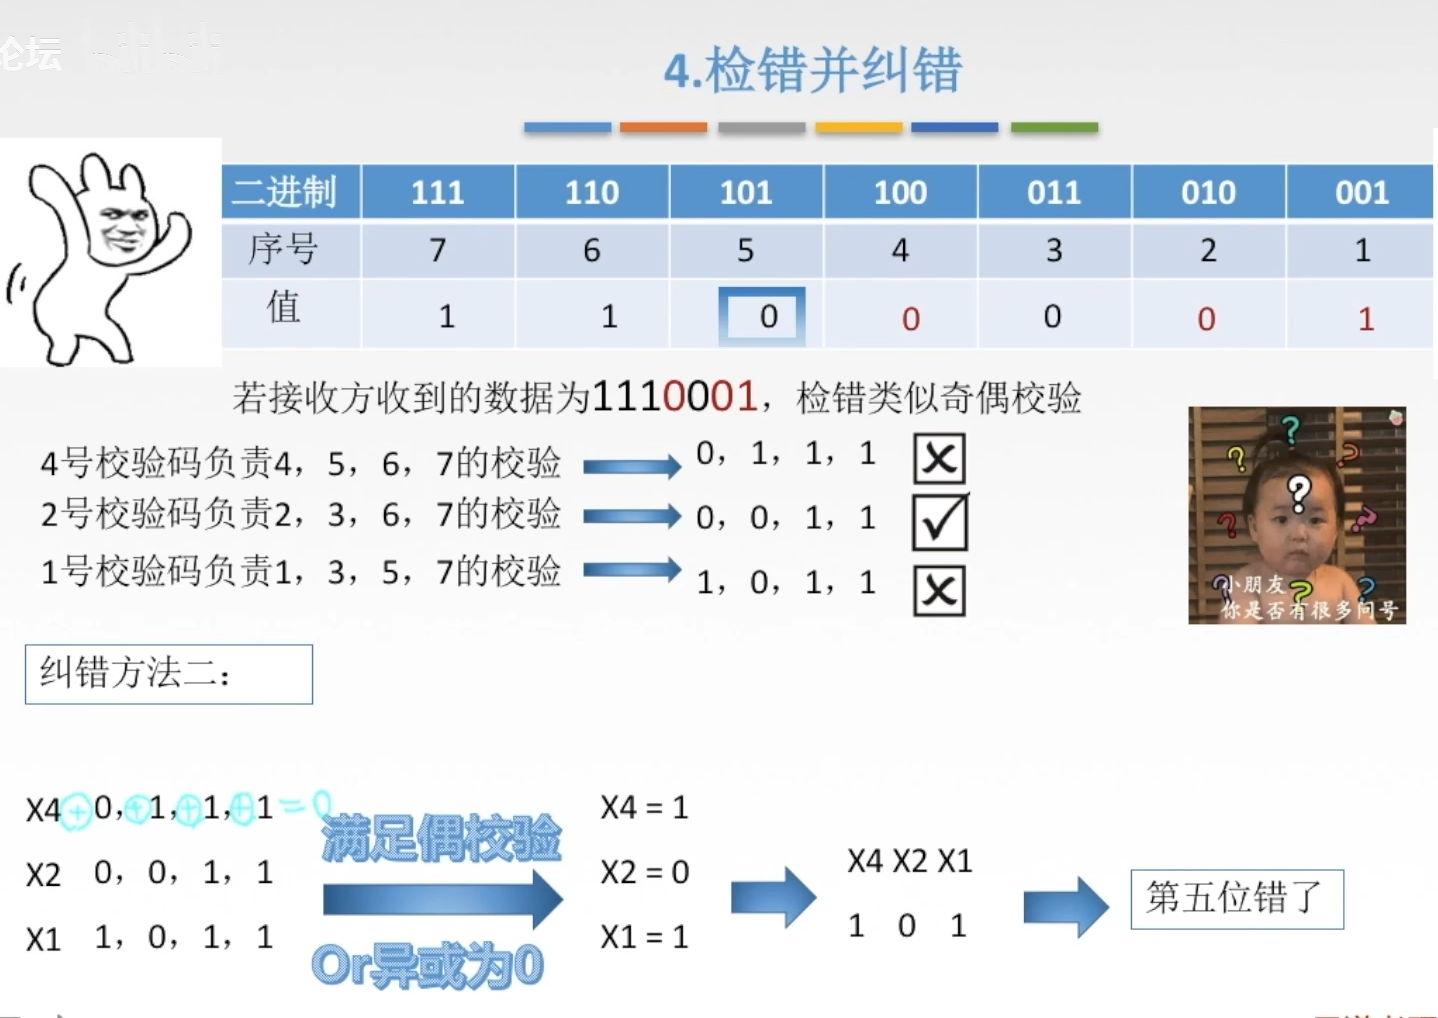 论坛
4.检错并纠错
二进制 111 110 101 100 011 010 001
序号 7 6 5 4 3 2 1
值 1 1 0 0 0 0 1
若接收方收到的数据为1110001，检错类似奇偶校验
4号校验码负责4，5，6，7的校验 0，1，1，1
2号校验码负责2，3，6，7的校验 0，0，1，1
1号校验码负责1，3，5，7的校验 1，0，1，1
小朋友
你是否有很多问号
纠错方法二：
X4⊕0,⊕1,⊕1,⊕1=0
X2 0，0，1，1
X1 1，0，1，1
满足偶校验
Or异或为0
X4 = 1
X2 = 0
X1 = 1
X4 X2 X1
1 0 1
第五位错了